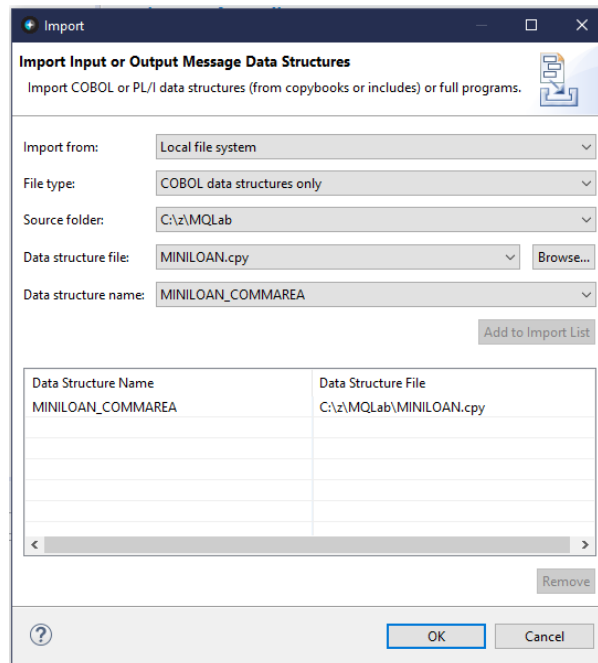 Import
Import Input or Output Message Data Structures
Import COBOL or PL/I data structures (from copybooks or includes) or full programs.
Import from: Local file system
File type: COBOL data structures only
Source folder: C:\z\MQLab
Data structure file: MINILOAN.cpy Browse...
Data structure name: MINILOAN_COMMAREA
Add to Import List
Data Structure Name Data Structure File
MINILOAN_COMMAREA C:\z\MQLab\MINILOAN.cpy
Remove
? OK Cancel